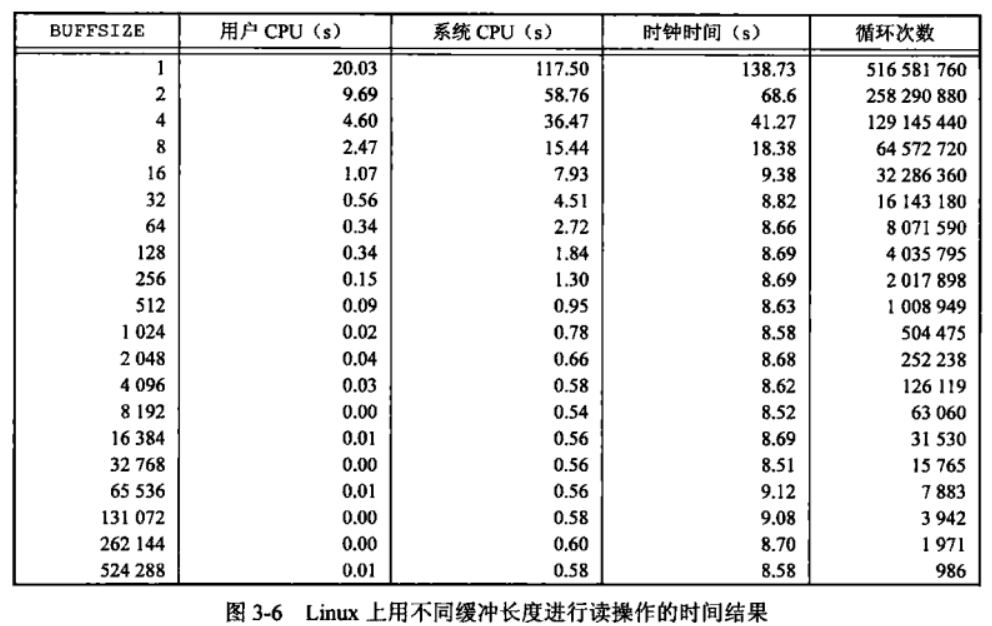 BUFFSIZE 用户 CPU（s） 系统 CPU（s） 时钟时间（s） 循环次数
1 20.03 117.50 138.73 516 581 760
2 9.69 58.76 68.6 258 290 880
4 4.60 36.47 41.27 129 145 440
8 2.47 15.44 18.38 64 572 720
16 1.07 7.93 9.38 32 286 360
32 0.56 4.51 8.82 16 143 180
64 0.34 2.72 8.66 8 071 590
128 0.34 1.84 8.69 4 035 795
256 0.15 1.30 8.69 2 017 898
512 0.09 0.95 8.63 1 008 949
1 024 0.02 0.78 8.58 504 475
2 048 0.04 0.66 8.68 252 238
4 096 0.03 0.58 8.62 126 119
8 192 0.00 0.54 8.52 63 060
16 384 0.01 0.56 8.69 31 530
32 768 0.00 0.56 8.51 15 765
65 536 0.01 0.56 9.12 7 883
131 072 0.00 0.58 9.08 3 942
262 144 0.00 0.60 8.70 1 971
524 288 0.01 0.58 8.58 986
图 3-6 Linux 上用不同缓冲长度进行读操作的时间结果